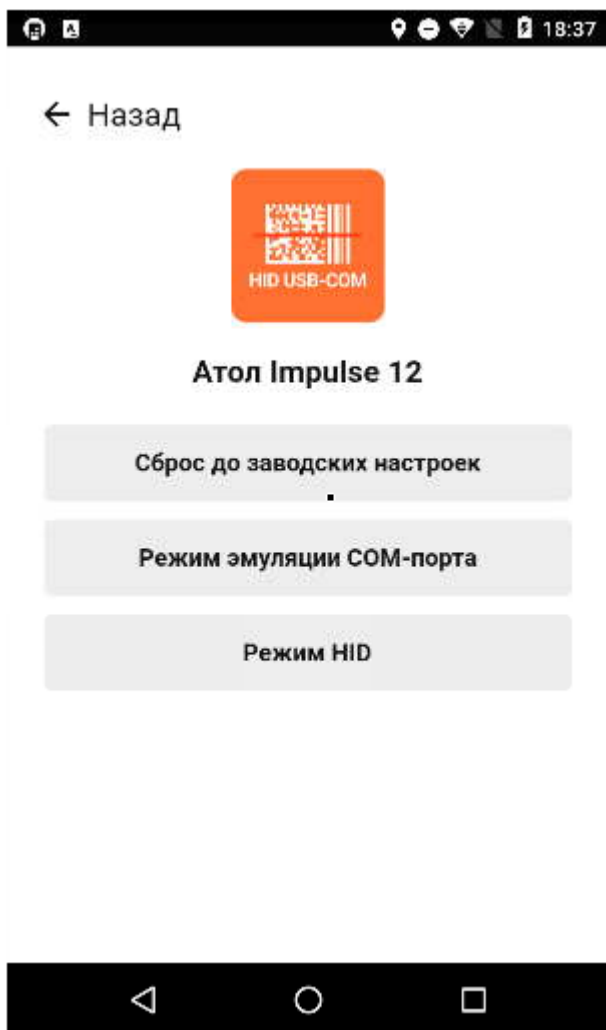 18:37
Назад
HID USB-COM
Атол Impulse 12
Сброс до заводских настроек
Режим эмуляции COM-порта
Режим HID